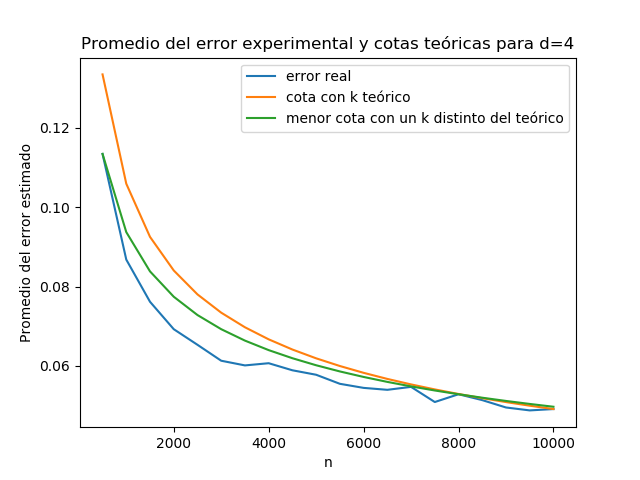 Promedio del error experimental y cotas teóricas para d=4
error real
cota con k teórico
menor cota con un k distinto del teórico
Promedio del error estimado
0.12
0.10
0.08
0.06
2000
4000
6000
8000
10000
n